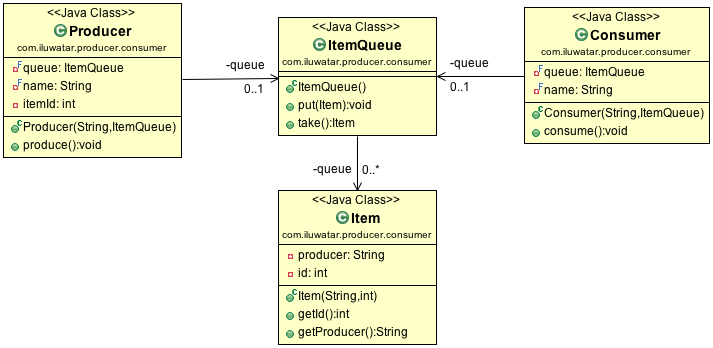 <<Java Class>>
Producer
com.iluwatar.producer.consumer
queue: ItemQueue
name: String
itemId: int
Producer(String,ItemQueue)
produce():void
-queue
0..1
<<Java Class>>
ItemQueue
com.iluwatar.producer.consumer
ItemQueue()
put(Item):void
take():Item
-queue
0..1
<<Java Class>>
Consumer
com.iluwatar.producer.consumer
queue: ItemQueue
name: String
Consumer(String,ItemQueue)
consume():void
-queue
0..*
<<Java Class>>
Item
com.iluwatar.producer.consumer
producer: String
id: int
Item(String,int)
getId():int
getProducer():String